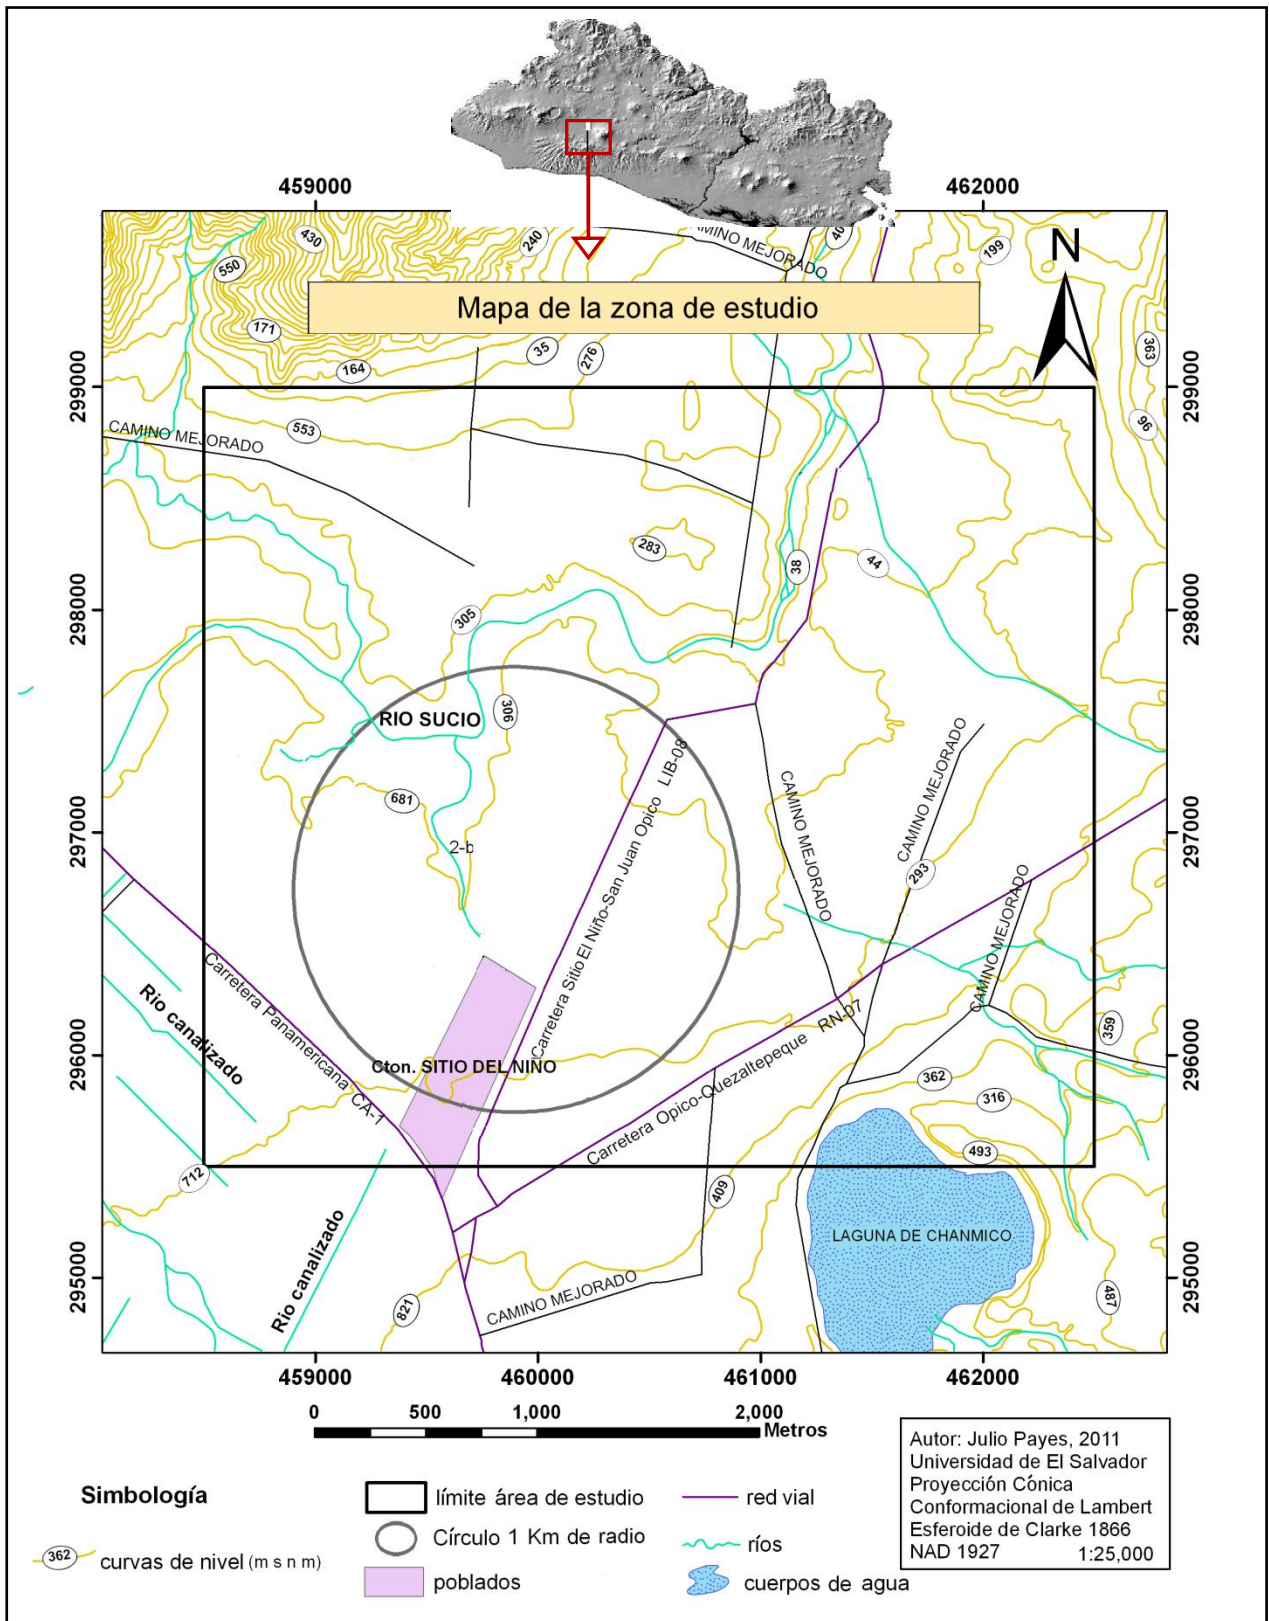 459000
462000
CAMINO MEJORADO
430
240
40
199
550
N
Mapa de la zona de estudio
171
35
276
363
164
299000
299000
96
CAMINO MEJORADO
553
283
38
44
298000
298000
305
RIO SUCIO
306
681
2-b
LIB-08
Carretera Sitio El Niño-San Juan Opico
CAMINO MEJORADO
CAMINO MEJORADO
297000
297000
293
CAMINO MEJORADO
Carretera Panamericana
CA-1
Rio canalizado
RN-07
Carretera Opico-Quezaltepeque
359
296000
296000
Cton. SITIO DEL NIÑO
362
316
493
712
409
Rio canalizado
LAGUNA DE CHANMICO
295000
295000
CAMINO MEJORADO
821
487
459000
460000
461000
462000
0
500
1,000
2,000
Metros
Autor: Julio Payes, 2011
Universidad de El Salvador
Proyección Cónica
Conformacional de Lambert
Esferoide de Clarke 1866
NAD 1927 1:25,000
Simbología
límite área de estudio
red vial
Círculo 1 Km de radio
ríos
362
curvas de nivel (m s n m)
poblados
cuerpos de agua